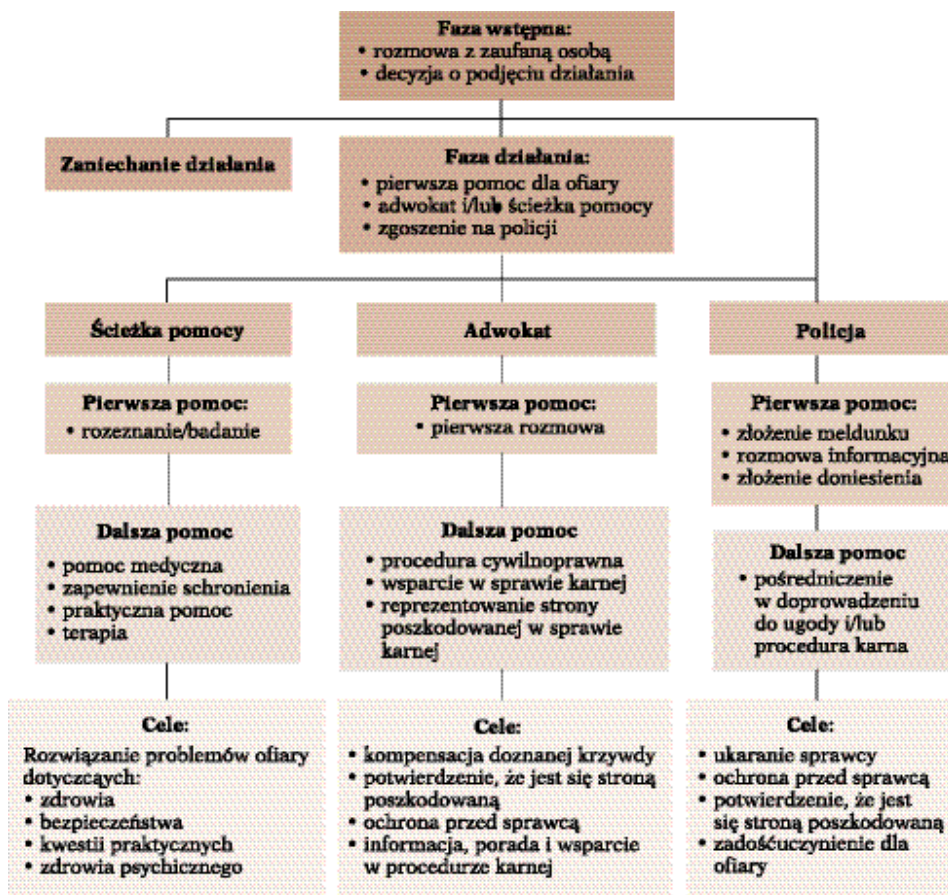 Faza wstępna:
• rozmowa z zaufaną osobą
• decyzja o podjęciu działania
Zaniechanie działania
Faza działania:
• pierwsza pomoc dla ofiary
• adwokat i/lub ścieżka pomocy
• zgoszenie na policji
Ścieżka pomocy
Pierwsza pomoc:
• rozeznanie/badanie
Dalsza pomoc
• pomoc medyczna
• zapewnienie schronienia
• praktyczna pomoc
• terapia
Cele:
Rozwiązanie problemów ofiary
dotyczcących:
• zdrowia
• bezpieczeństwa
• kwestii praktycznych
• zdrowia psychicznego
Adwokat
Pierwsza pomoc:
• pierwsza rozmowa
Dalsza pomoc
• procedura cywilnoprawna
• wsparcie w sprawie karnej
• reprezentowanie strony
poszkodowanej w sprawie
karnej
Cele:
• kompensacja doznanej krzywdy
• potwierdzenie, że jest się stroną
poszkodowaną
• ochrona przed sprawcą
• informacja, porada i wsparcie
w procedurze karnej
Policja
Pierwsza pomoc:
• złożenie meldunku
• rozmowa informacyjna
• złożenie doniesienia
Dalsza pomoc
• pośredniczenie
w doprowadzeniu
do ugody i/lub
procedura karna
Cele:
• ukaranie sprawcy
• ochrona przed sprawcą
• potwierdzenie, że jest
się stroną poszkodowaną
• zadośćuczynienie dla
ofiary